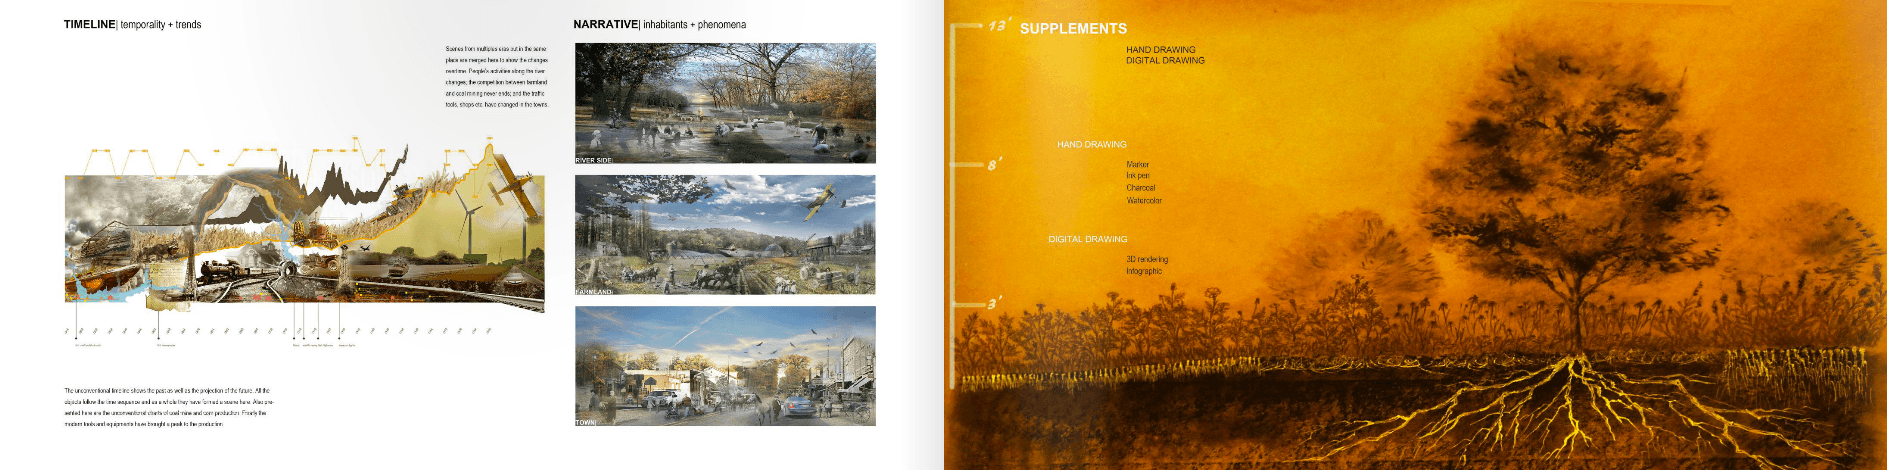 TIMELINE| temporality + trends
Scenes from multiples eras but in the same
place are merged here to show the changes
overtime. People's activities along the river
changes; the competition between farmland
and coal mining never ends; and the traffic
tools, shops etc. have changed in the towns.
The unconventional timeline shows the past as well as the projection of the future. All the
objects follow the time sequence and as a whole they have formed a scene here. Also pre-
sented here are the unconventional charts of coal mine and corn production. Finally the
modern tools and equipments have brought a peak to the production
NARRATIVE| inhabitants + phenomena
RIVER SIDE|
FARMLAND|
TOWN|
13'
SUPPLEMENTS
HAND DRAWING
DIGITAL DRAWING
HAND DRAWING
8'
Marker
Ink pen
Charcoal
Watercolor
DIGITAL DRAWING
3D rendering
Infographic
3'